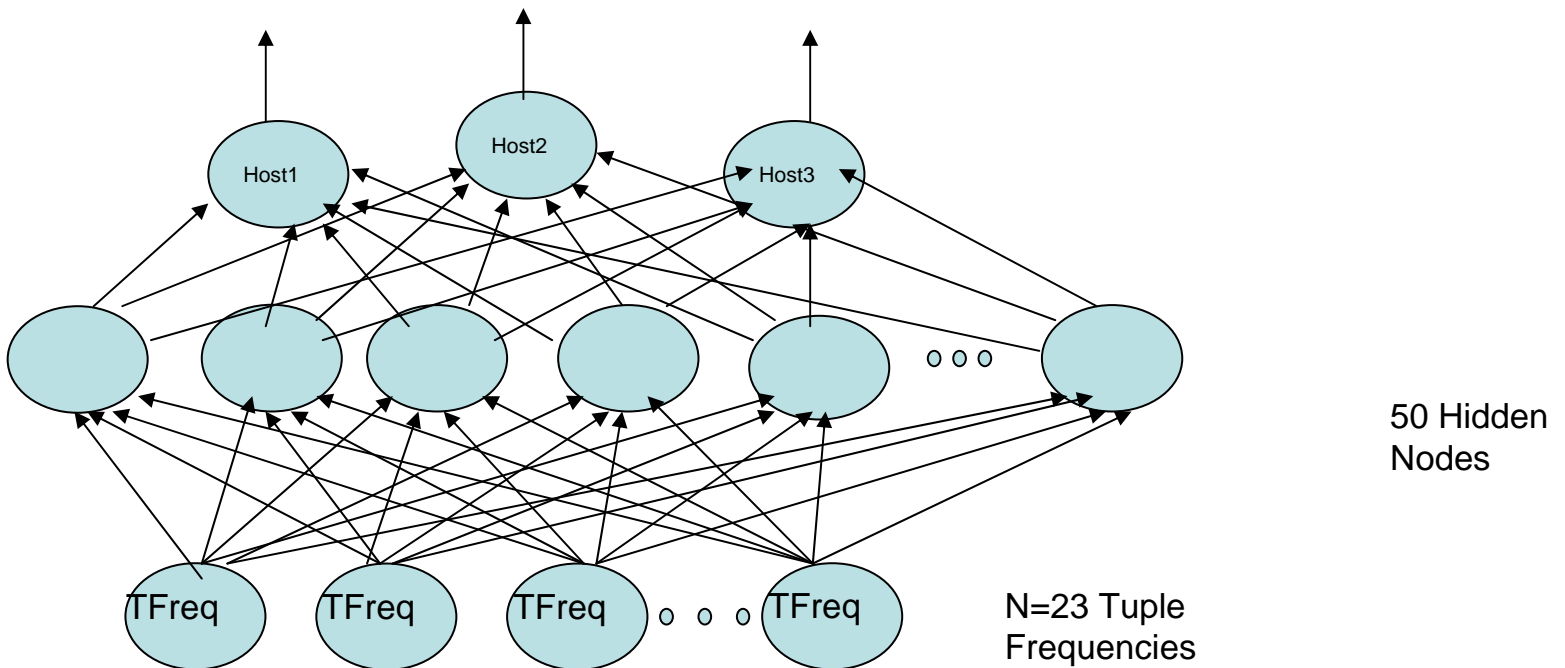 Host2
Host1
Host3
50 Hidden
Nodes
TFreq TFreq TFreq TFreq
N=23 Tuple
Frequencies